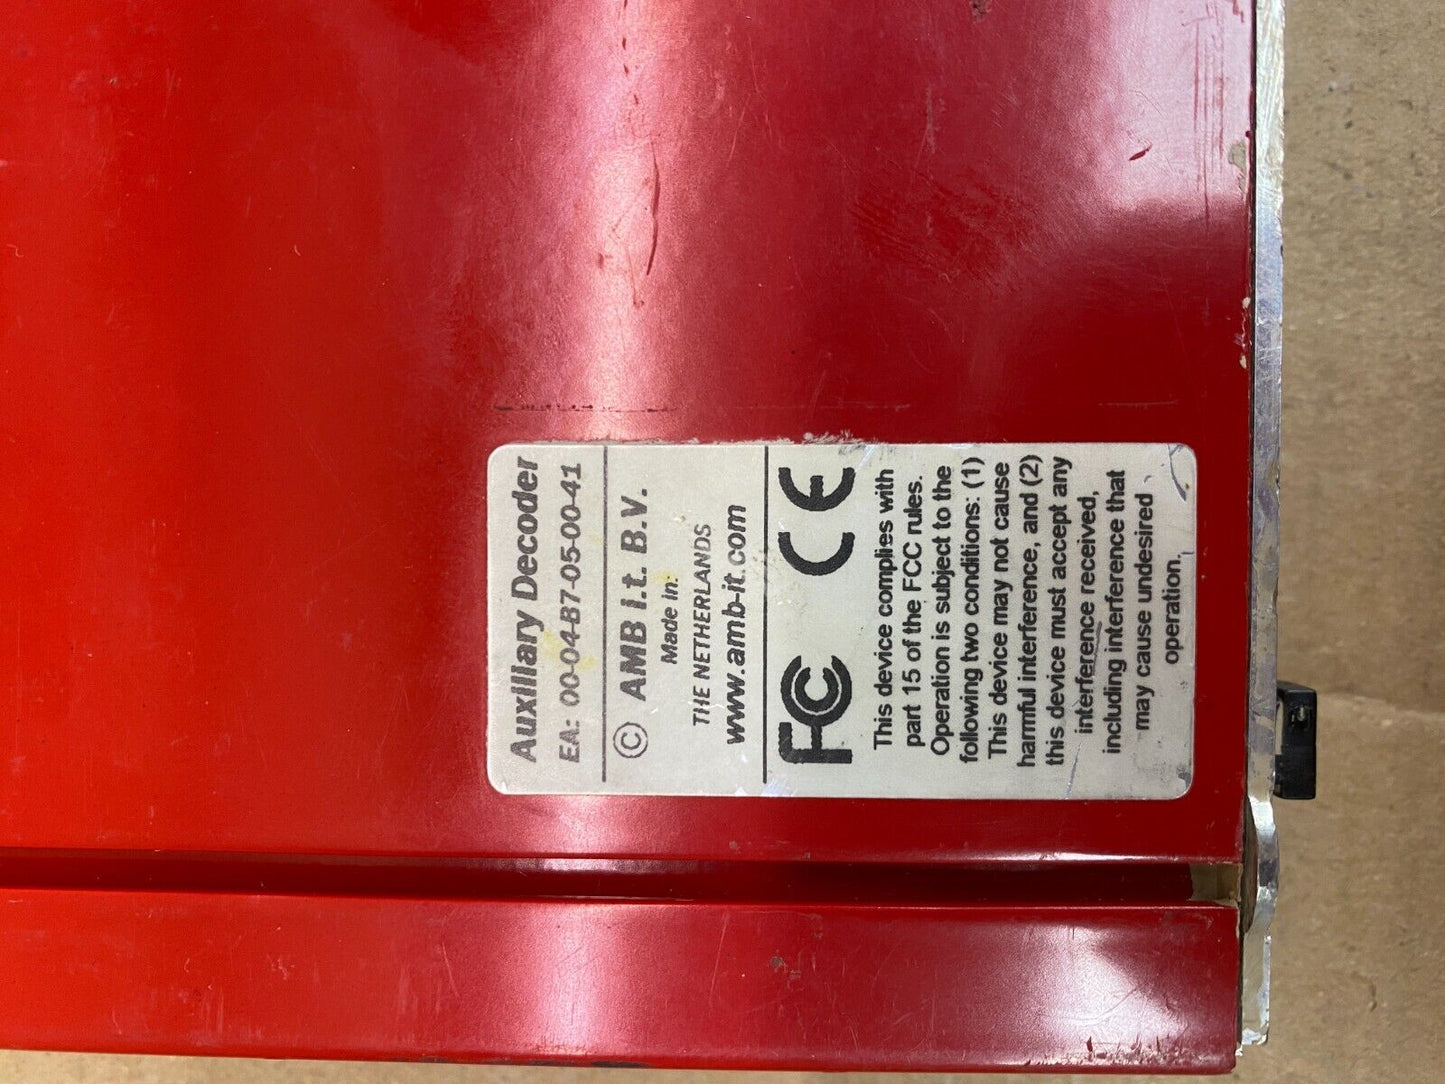 Auxiliary Decoder
EA: 00-04-B7-05-00-41
© AMB i.t. B.V.
Made in:
THE NETHERLANDS
www.amb-it.com
FC CE
This device complies with
part 15 of the FCC rules.
Operation is subject to the
following two conditions: (1)
This device may not cause
harmful interference, and (2)
this device must accept any
interference received,
including interference that
may cause undesired
operation.